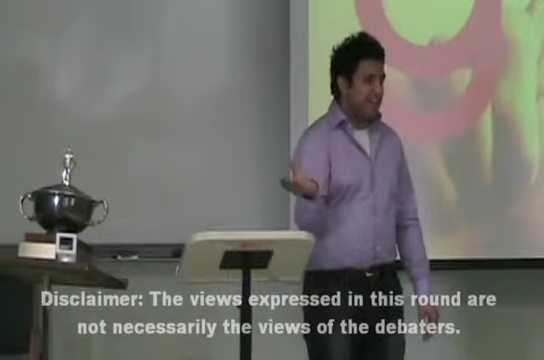 Disclaimer: The views expressed in this round are
not necessarily the views of the debaters.